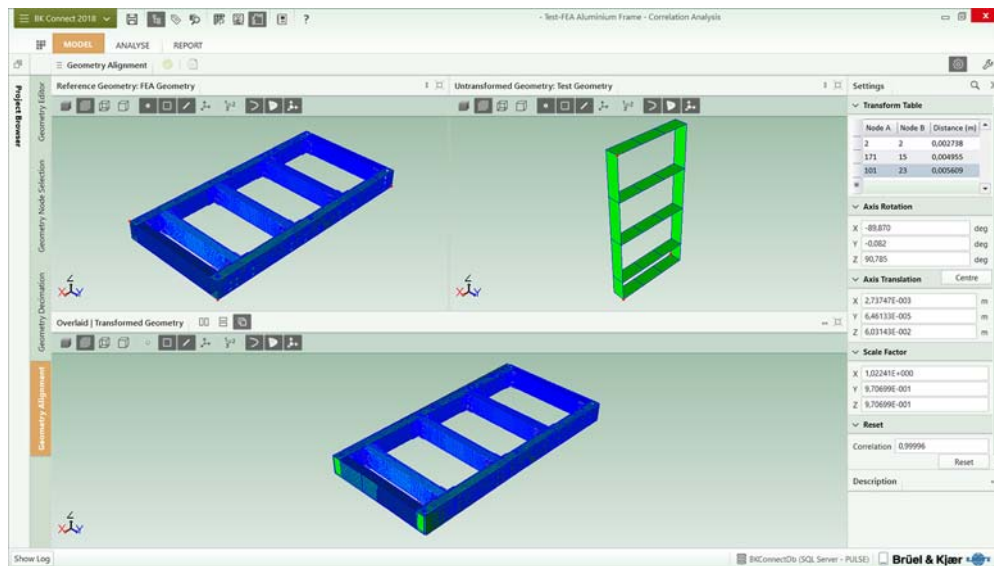 BK Connect 2018
?
- Test-FEA Aluminium Frame - Correlation Analysis
MODEL
ANALYSE
REPORT
Geometry Alignment
Project Browser
Geometry Editor
Geometry Node Selection
Geometry Decimation
Geometry Alignment
Reference Geometry: FEA Geometry
Z
X Y
Untransformed Geometry: Test Geometry
Z
X Y
Overlaid | Transformed Geometry
Z
X Y
Settings
Transform Table
Node A Node B Distance (m)
2 2 0,002738
171 15 0,004955
101 23 0,005609
Axis Rotation
X -89,870 deg
Y -0,082 deg
Z 90,785 deg
Axis Translation Centre
X 2,73747E-003 m
Y 6,46133E-005 m
Z 6,03143E-002 m
Scale Factor
X 1,02241E+000
Y 9,70699E-001
Z 9,70699E-001
Reset
Correlation 0,99996
Reset
Description
Show Log
BKConnectDb (SQL Server - PULSE)
Brüel & Kjær